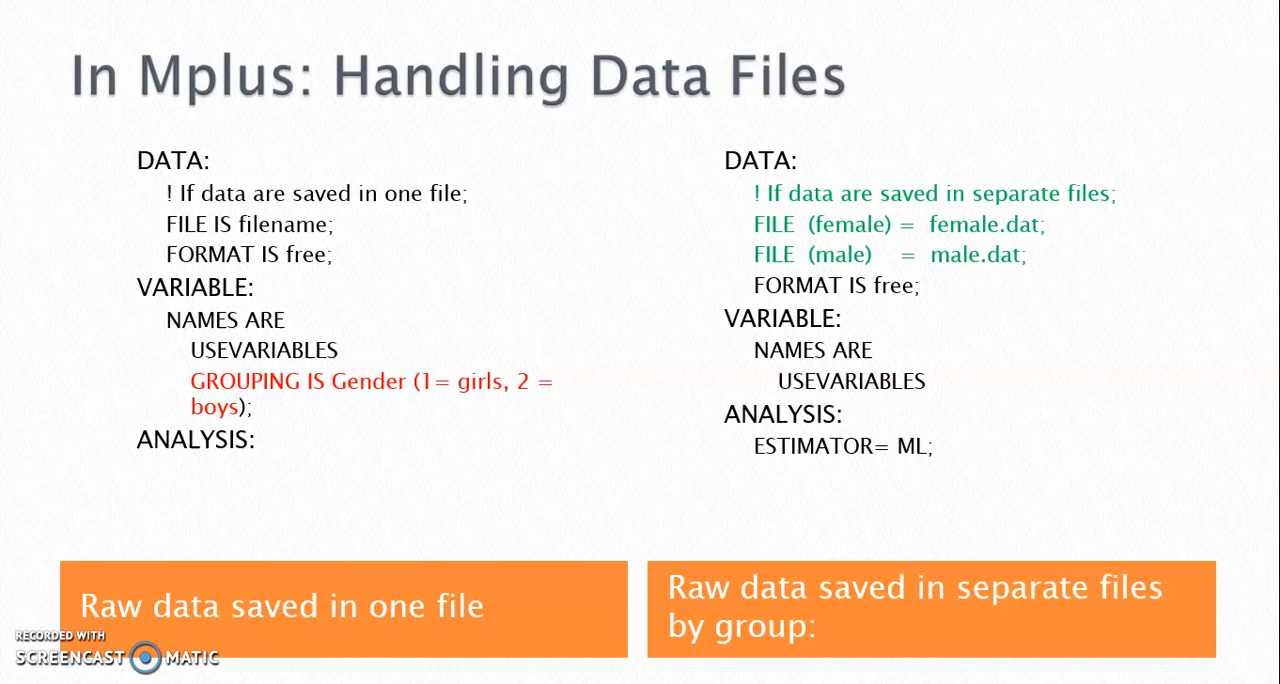 In Mplus: Handling Data Files
DATA:
! If data are saved in one file;
FILE IS filename;
FORMAT IS free;
VARIABLE:
NAMES ARE
USEVARIABLES
GROUPING IS Gender (1= girls, 2 =
boys);
ANALYSIS:
DATA:
! If data are saved in separate files;
FILE (female) = female.dat;
FILE (male) = male.dat;
FORMAT IS free;
VARIABLE:
NAMES ARE
USEVARIABLES
ANALYSIS:
ESTIMATOR= ML;
Raw data saved in one file
Raw data saved in separate files
by group:
RECORDED WITH
SCREENCAST MATIC